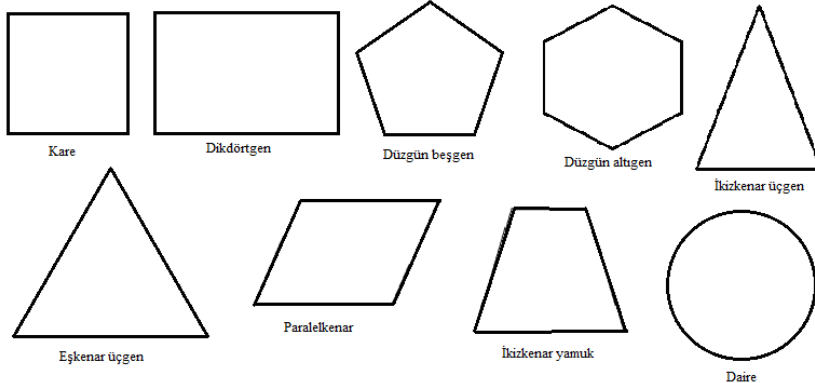 Kare
Dikdörtgen
Düzgün beşgen
Düzgün altıgen
İkizkenar üçgen
Eşkenar üçgen
Paralelkenar
İkizkenar yamuk
Daire